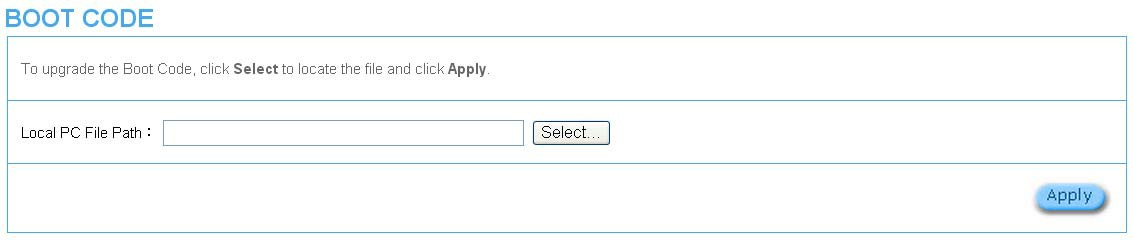 BOOT CODE
To upgrade the Boot Code, click Select to locate the file and click Apply.
Local PC File Path : Select...
Apply